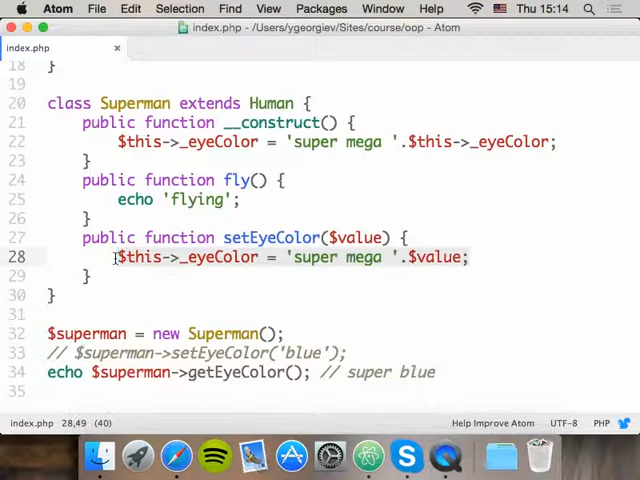 Atom File Edit Selection Find Packages Window Help Thu 15:14
index.php - /Users/ygeorgiev/Sites/course/oop - Atom
index.php
18 }
19
20 class Superman extends Human {
21 public function __construct() {
22 $this->_eyeColor = 'super mega '.$this->_eyeColor;
23 }
24 public function fly() {
25 echo 'flying';
26 }
27 public function setEyeColor($value) {
28 $this->_eyeColor = 'super mega '.$value;
29 }
30 }
31
32 $superman = new Superman();
33 // $superman->setEyeColor('blue');
34 echo $superman->getEyeColor(); // super blue
35
index.php 28,49 (40) Help Improve Atom UTF-8 PHP